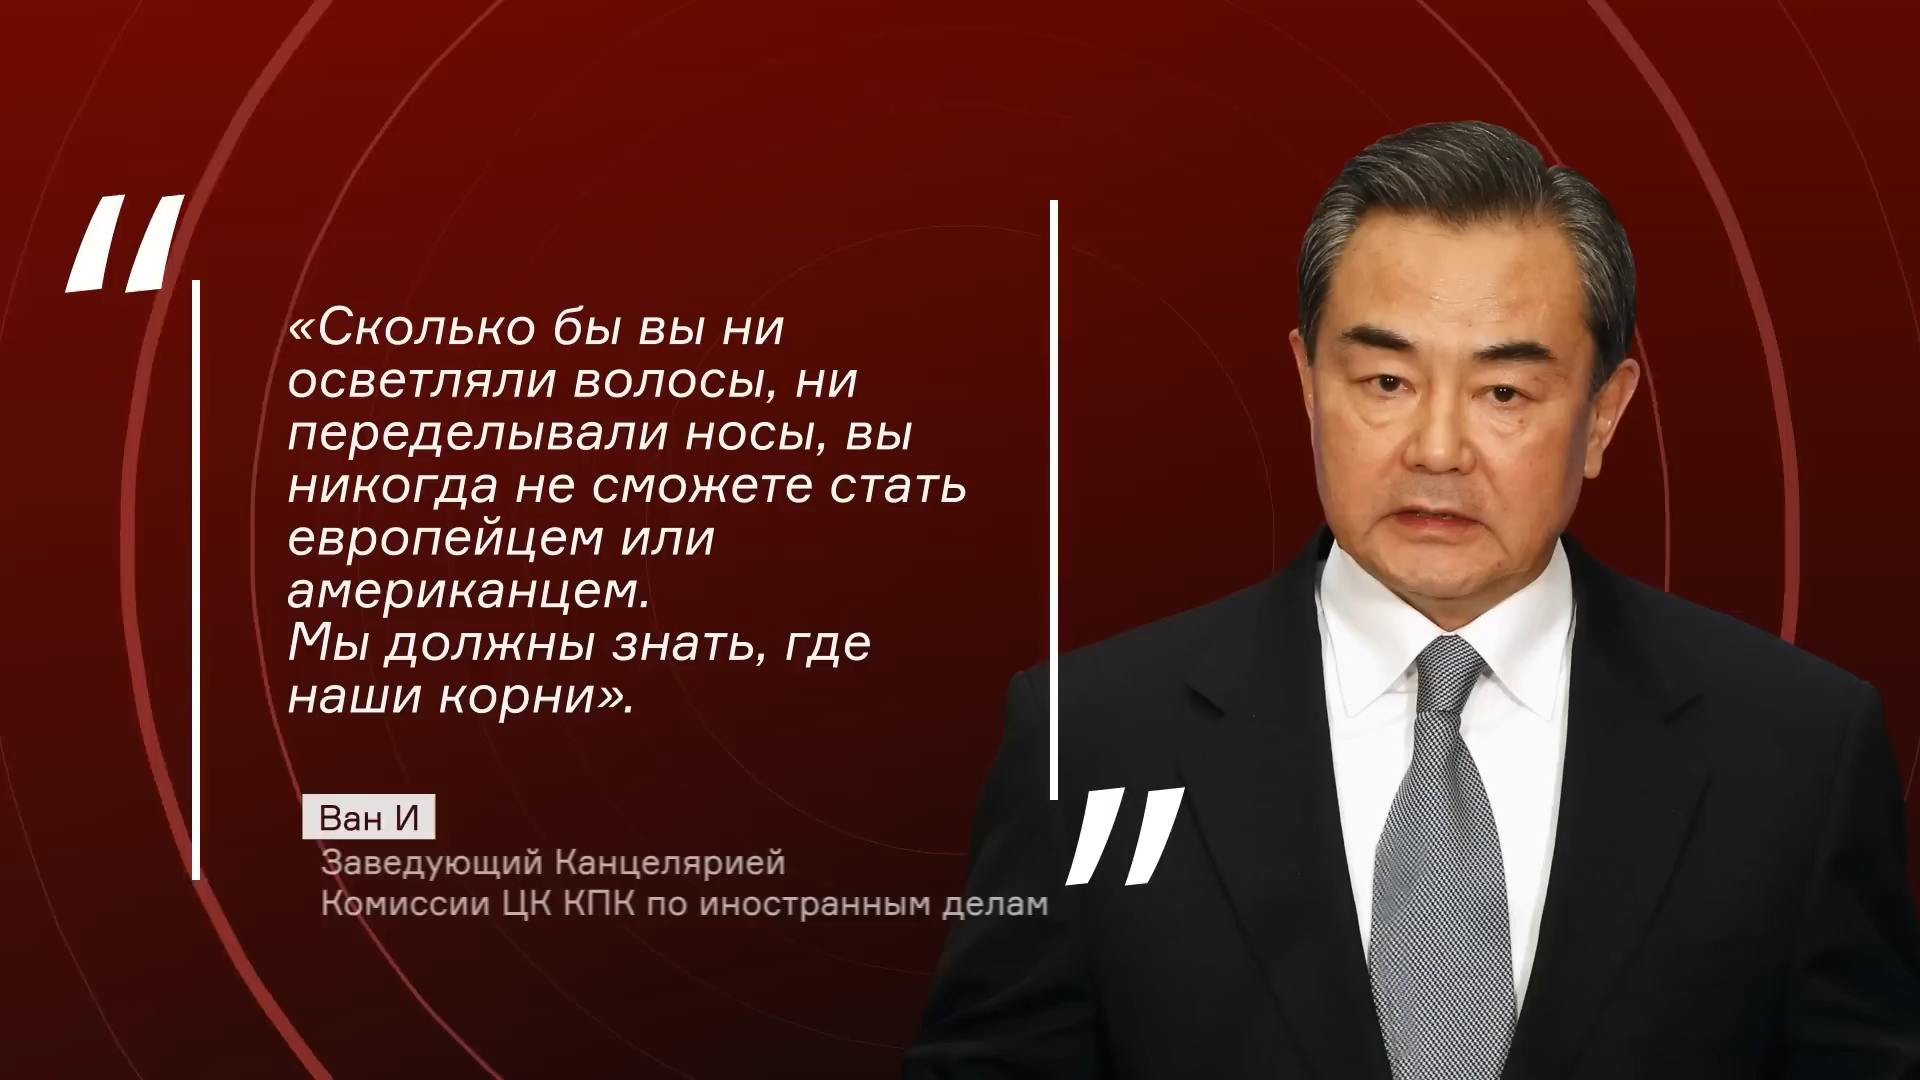 «Сколько бы вы ни
осветляли волосы, ни
переделывали носы, вы
никогда не сможете стать
европейцем или
американцем.
Мы должны знать, где
наши корни».
Ван И
Заведующий Канцелярией
Комиссии ЦК КПК по иностранным делам